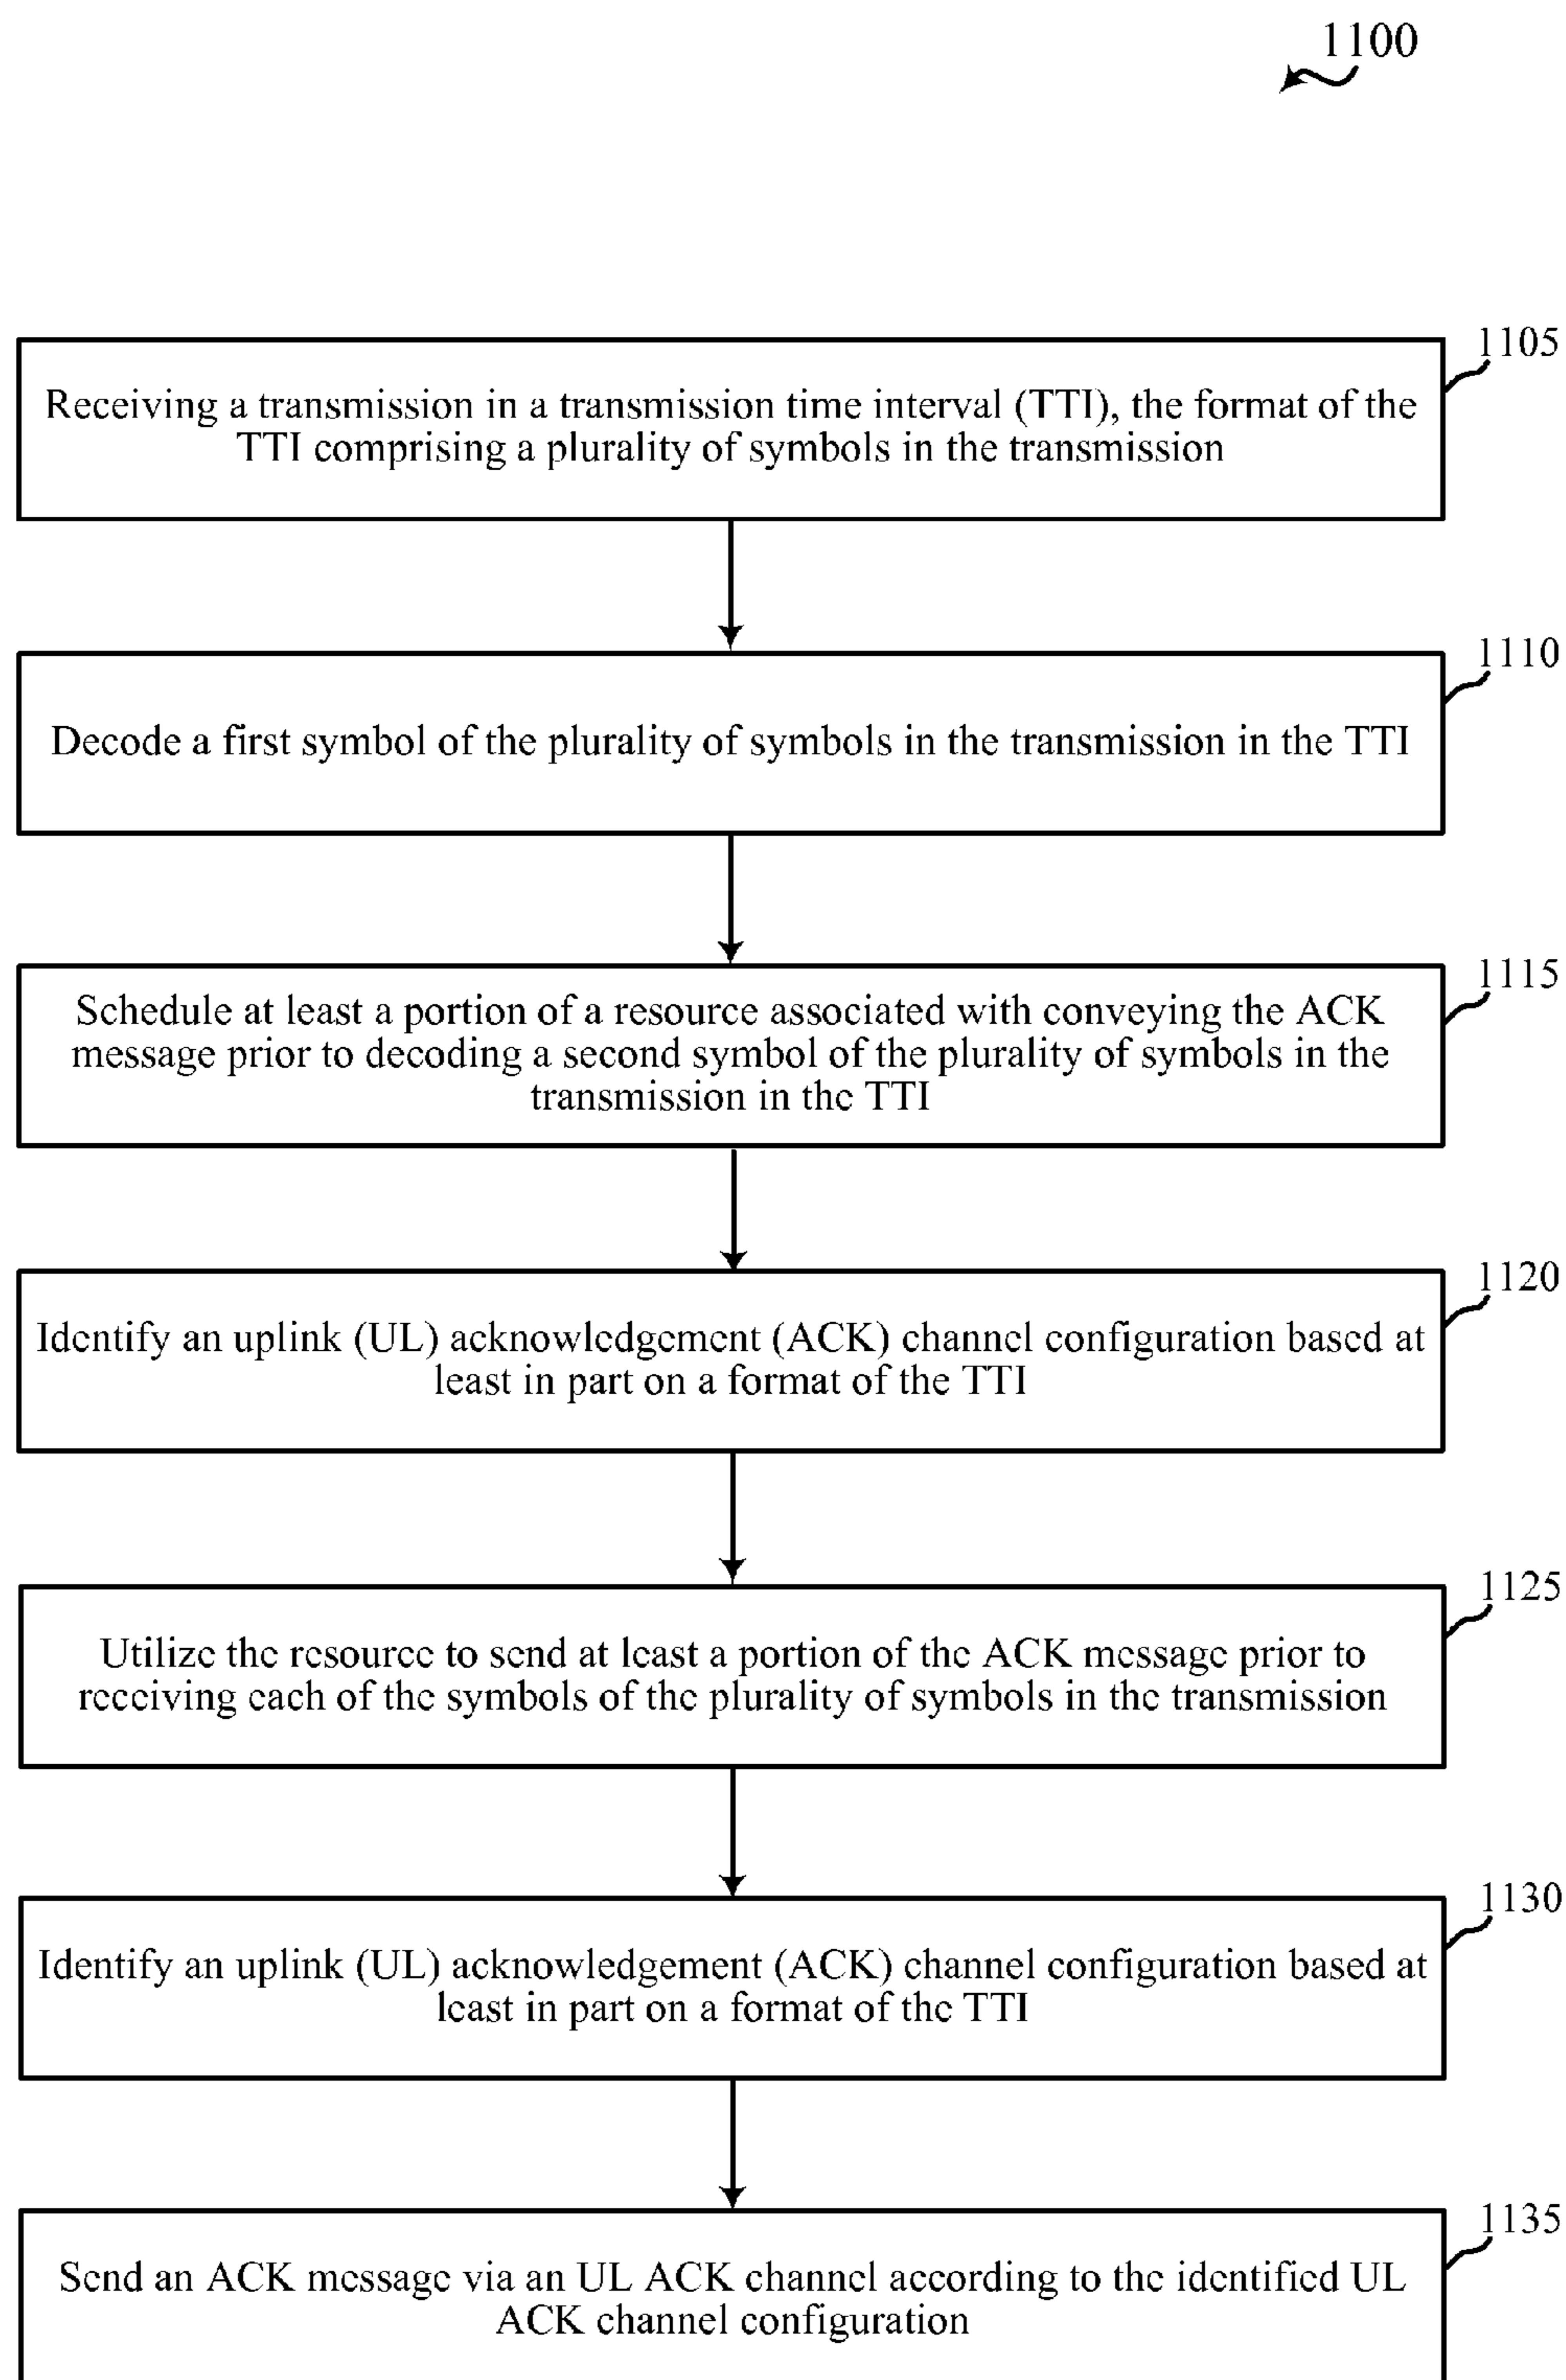 1100
1105
Receiving a transmission in a transmission time interval (TTI), the format of the
TTI comprising a plurality of symbols in the transmission
1110
Decode a first symbol of the plurality of symbols in the transmission in the TTI
1115
Schedule at least a portion of a resource associated with conveying the ACK
message prior to decoding a second symbol of the plurality of symbols in the
transmission in the TTI
1120
Identify an uplink (UL) acknowledgement (ACK) channel configuration based at
least in part on a format of the TTI
1125
Utilize the resource to send at least a portion of the ACK message prior to
receiving each of the symbols of the plurality of symbols in the transmission
1130
Identify an uplink (UL) acknowledgement (ACK) channel configuration based at
least in part on a format of the TTI
1135
Send an ACK message via an UL ACK channel according to the identified UL
ACK channel configuration